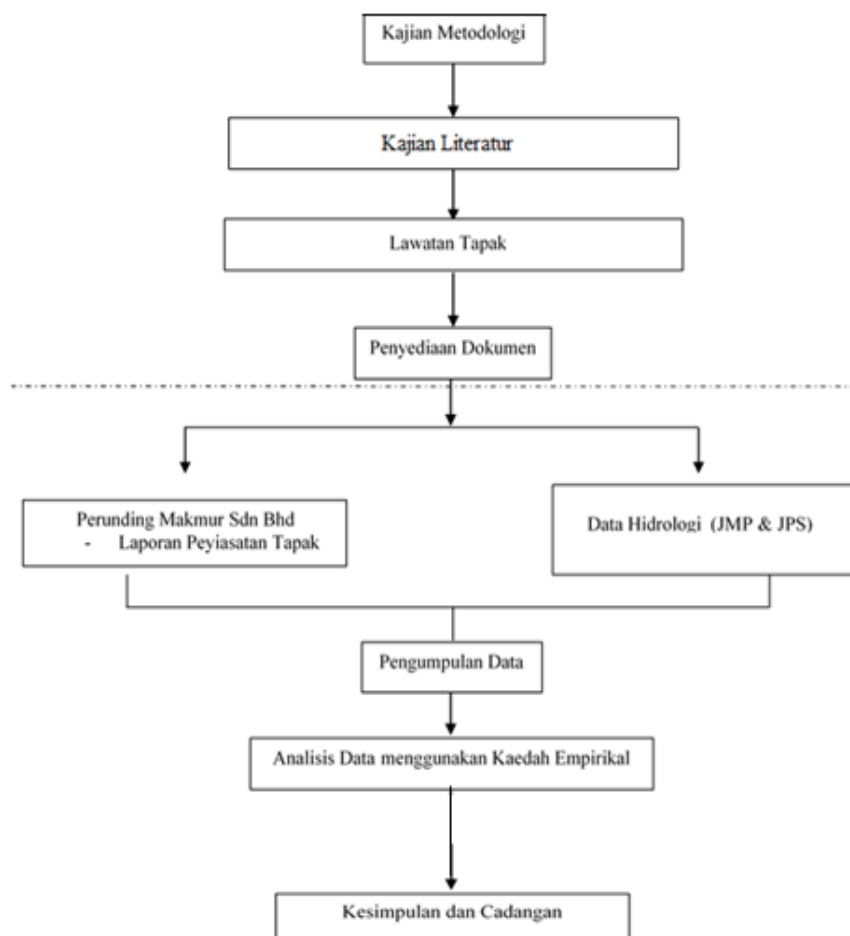 Kajian Metodologi
Kajian Literatur
Lawatan Tapak
Penyediaan Dokumen
Perunding Makmur Sdn Bhd
- Laporan Peyiasatan Tapak
Data Hidrologi (JMP & JPS)
Pengumpulan Data
Analisis Data menggunakan Kaedah Empirikal
Kesimpulan dan Cadangan